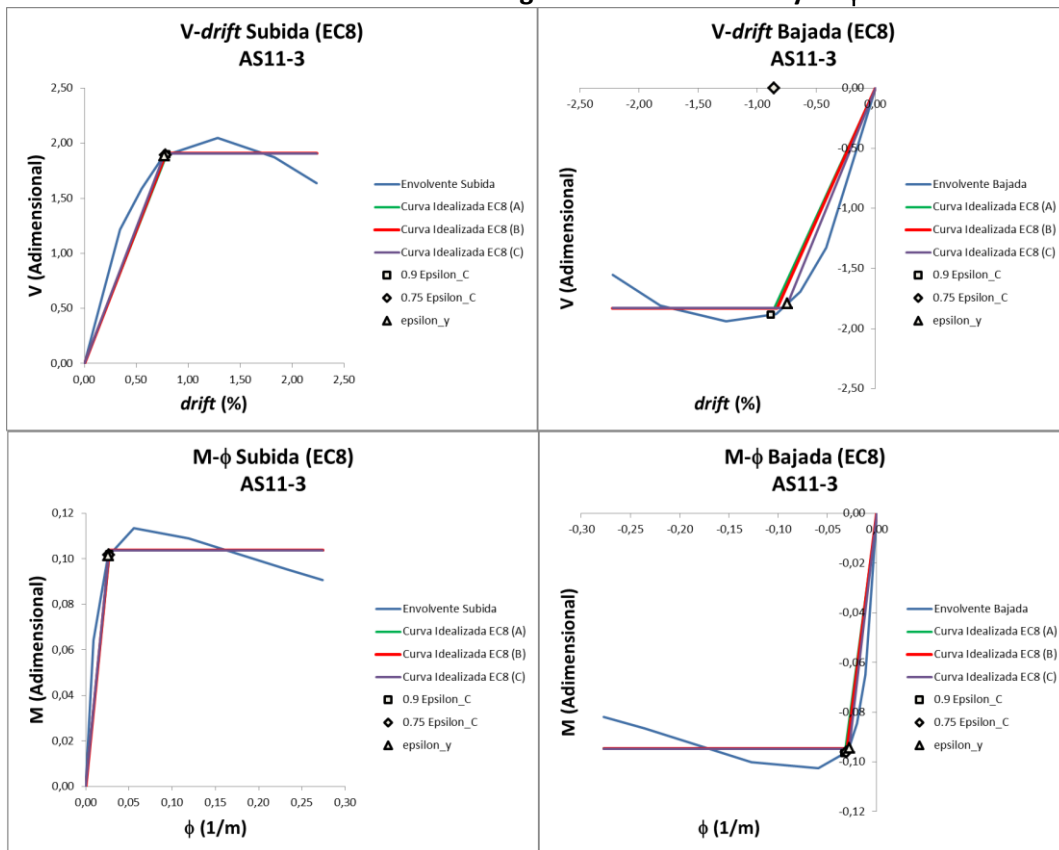 V-drift Subida (EC8)
AS11-3
2,50
2,00
1,50
1,00
0,50
0,00
0,00 0,50 1,00 1,50 2,00 2,50
V (Adimensional)
drift (%)
Envolvente Subida
Curva Idealizada EC8 (A)
Curva Idealizada EC8 (B)
Curva Idealizada EC8 (C)
0.9 Epsilon_C
0.75 Epsilon_C
epsilon_y
V-drift Bajada (EC8)
AS11-3
-2,50 -2,00 -1,50 -1,00 -0,50 0,00
0,00
-0,50
-1,00
-1,50
-2,00
-2,50
V (Adimensional)
drift (%)
Envolvente Bajada
Curva Idealizada EC8 (A)
Curva Idealizada EC8 (B)
Curva Idealizada EC8 (C)
0.9 Epsilon_C
0.75 Epsilon_C
epsilon_y
M-ϕ Subida (EC8)
AS11-3
0,12
0,10
0,08
0,06
0,04
0,02
0,00
0,00 0,05 0,10 0,15 0,20 0,25 0,30
M (Adimensional)
ϕ (1/m)
Envolvente Subida
Curva Idealizada EC8 (A)
Curva Idealizada EC8 (B)
Curva Idealizada EC8 (C)
0.9 Epsilon_C
0.75 Epsilon_C
epsilon_y
M-ϕ Bajada (EC8)
AS11-3
-0,30 -0,25 -0,20 -0,15 -0,10 -0,05 0,00
0,00
-0,02
-0,04
-0,06
-0,08
-0,10
-0,12
M (Adimensional)
ϕ (1/m)
Envolvente Bajada
Curva Idealizada EC8 (A)
Curva Idealizada EC8 (B)
Curva Idealizada EC8 (C)
0.9 Epsilon_C
0.75 Epsilon_C
epsilon_y